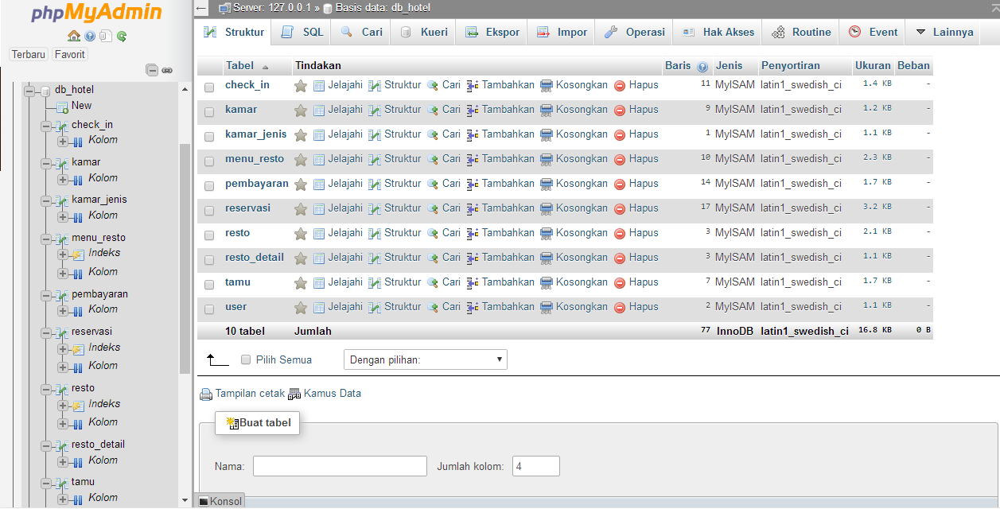 phpMyAdmin
Terbaru Favorit
db_hotel
New
check_in
Kolom
kamar
Kolom
kamar_jenis
Kolom
menu_resto
Indeks
Kolom
pembayaran
Kolom
reservasi
Indeks
Kolom
resto
Indeks
Kolom
resto_detail
Kolom
tamu
Kolom
← Server: 127.0.0.1 » Basis data: db_hotel
Struktur SQL Cari Kueri Ekspor Impor Operasi Hak Akses Routine Event Lainnya
Tabel Tindakan Baris Jenis Penyortiran Ukuran Beban
check_in Jelajahi Struktur Cari Tambahkan Kosongkan Hapus 11 MyISAM latin1_swedish_ci 1.4 KB -
kamar Jelajahi Struktur Cari Tambahkan Kosongkan Hapus 9 MyISAM latin1_swedish_ci 1.2 KB -
kamar_jenis Jelajahi Struktur Cari Tambahkan Kosongkan Hapus 1 MyISAM latin1_swedish_ci 1.1 KB -
menu_resto Jelajahi Struktur Cari Tambahkan Kosongkan Hapus 10 MyISAM latin1_swedish_ci 2.3 KB -
pembayaran Jelajahi Struktur Cari Tambahkan Kosongkan Hapus 14 MyISAM latin1_swedish_ci 1.7 KB -
reservasi Jelajahi Struktur Cari Tambahkan Kosongkan Hapus 17 MyISAM latin1_swedish_ci 3.2 KB -
resto Jelajahi Struktur Cari Tambahkan Kosongkan Hapus 3 MyISAM latin1_swedish_ci 2.1 KB -
resto_detail Jelajahi Struktur Cari Tambahkan Kosongkan Hapus 3 MyISAM latin1_swedish_ci 1.1 KB -
tamu Jelajahi Struktur Cari Tambahkan Kosongkan Hapus 7 MyISAM latin1_swedish_ci 1.7 KB -
user Jelajahi Struktur Cari Tambahkan Kosongkan Hapus 2 MyISAM latin1_swedish_ci 1.1 KB -
10 tabel Jumlah 77 InnoDB latin1_swedish_ci 16.8 KB 0 B
Pilih Semua Dengan pilihan:
Tampilan cetak Kamus Data
Buat tabel
Nama: Jumlah kolom: 4
Konsol